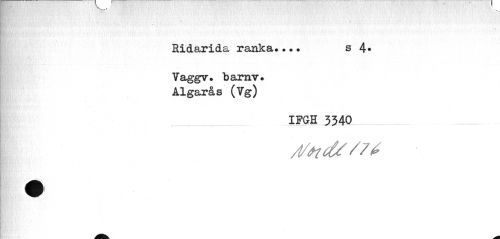 Ridarida ranka.... s 4.
Vaggv. barnv.
Algarås (Vg)
IFGH 3340
Nordl 176